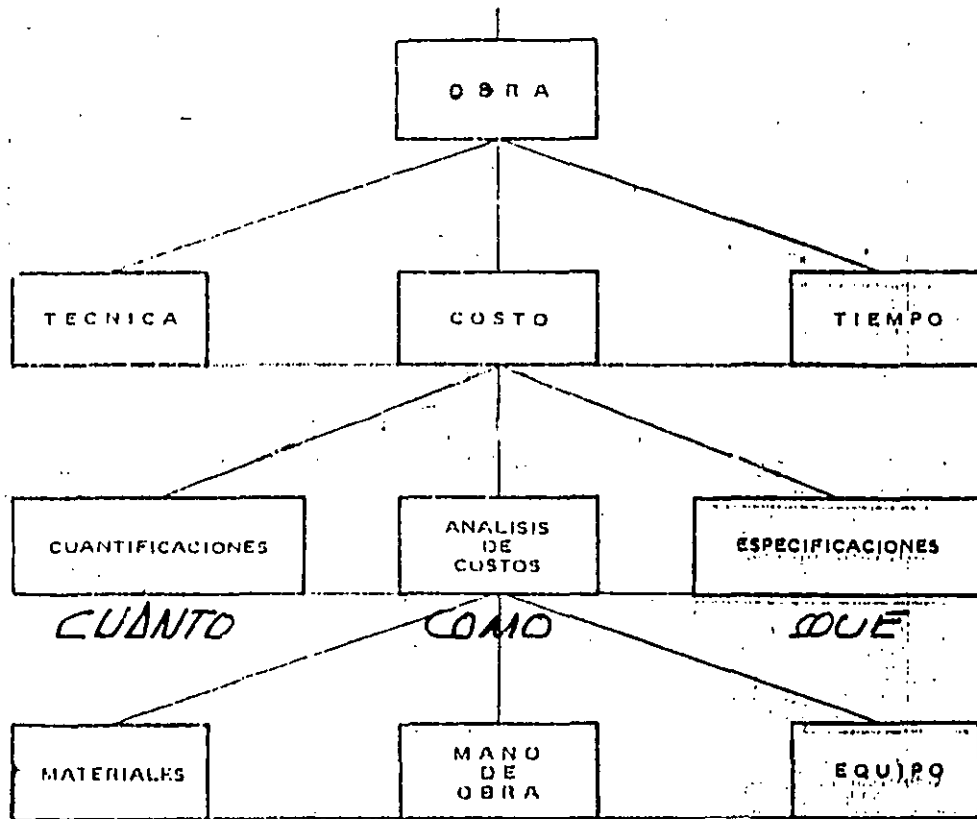 OBRA
TECNICA COSTO TIEMPO
CUANTIFICACIONES ANALISIS DE COSTOS ESPECIFICACIONES
CUANTO COMO QUE
MATERIALES MANO DE OBRA EQUIPO